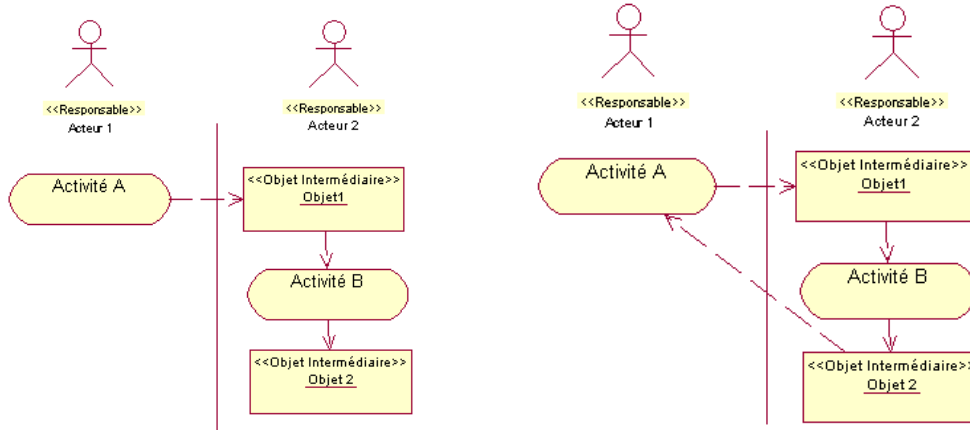 <<Responsable>>
Acteur 1
<<Responsable>>
Acteur 2
Activité A
<<Objet Intermédiaire>>
Objet1
Activité B
<<Objet Intermédiaire>>
Objet 2
<<Responsable>>
Acteur 1
<<Responsable>>
Acteur 2
Activité A
<<Objet Intermédiaire>>
Objet1
Activité B
<<Objet Intermédiaire>>
Objet 2